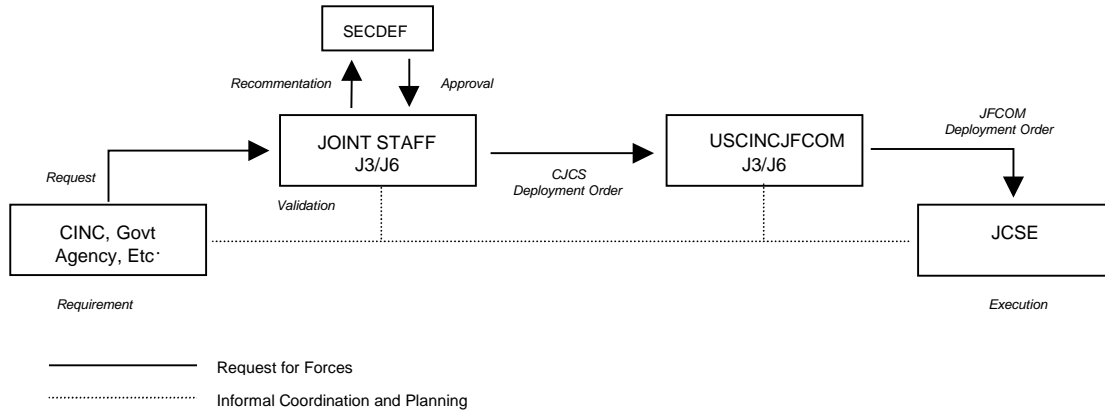 SECDEF
Recommentation
Approval
JOINT STAFF
J3/J6
USCINCJFCOM
J3/J6
JFCOM
Deployment Order
Request
CJCS
Deployment Order
Validation
CINC, Govt
Agency, Etc.
JCSE
Requirement
Execution
Request for Forces
Informal Coordination and Planning